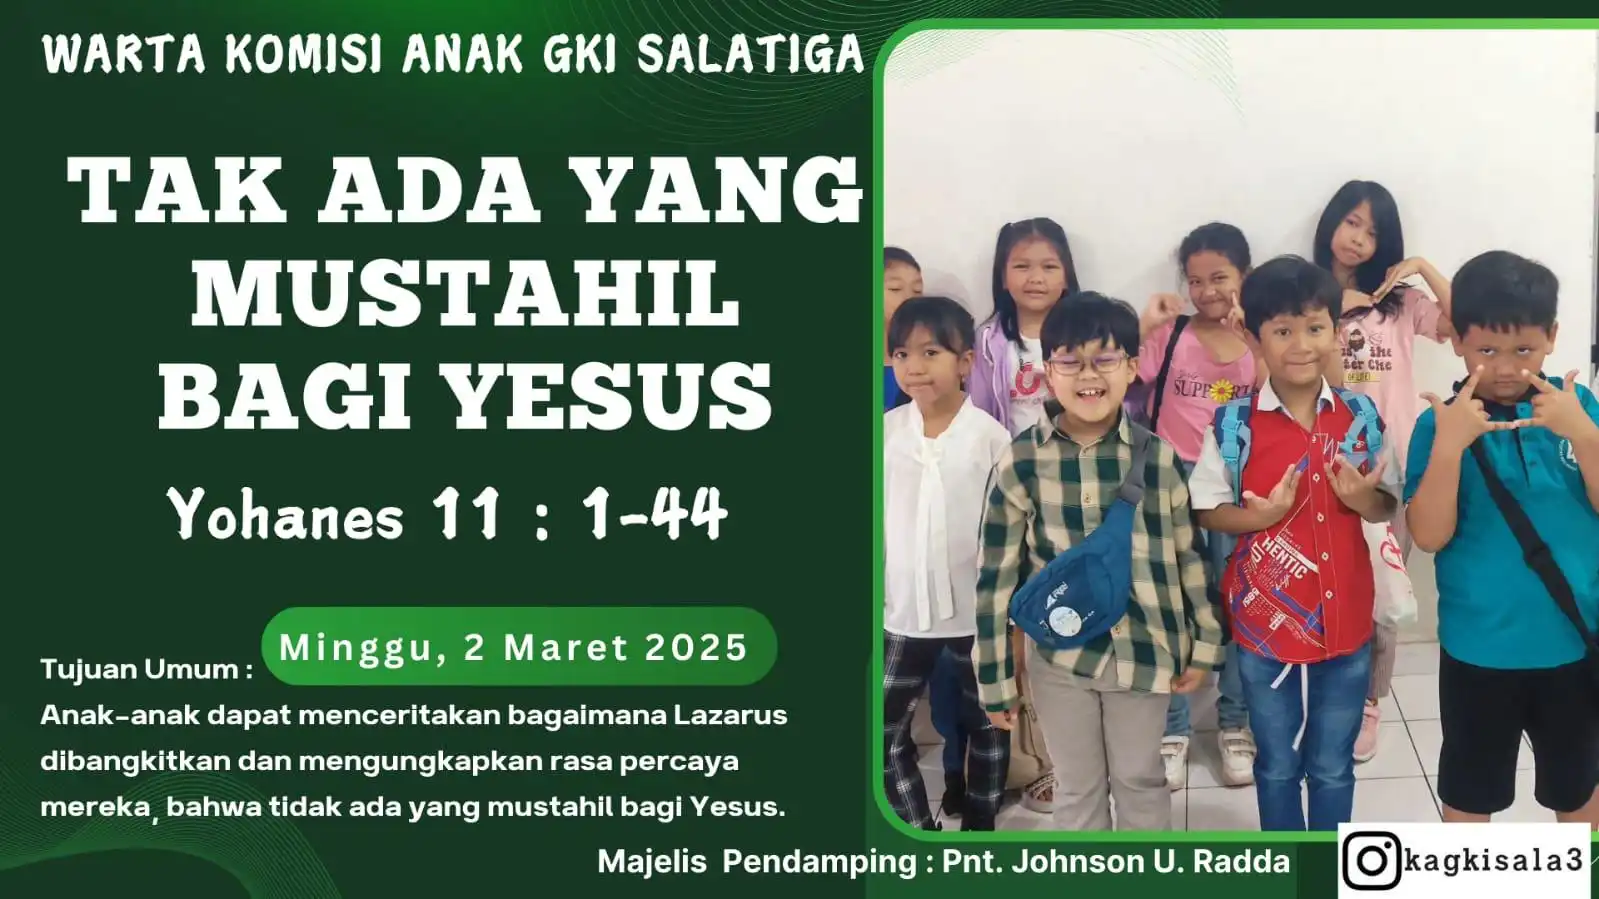 WARTA KOMISI ANAK GKI SALATIGA
TAK ADA YANG
MUSTAHIL
BAGI YESUS
Yohanes 11 : 1-44
Minggu, 2 Maret 2025
Tujuan Umum :
Anak-anak dapat menceritakan bagaimana Lazarus
dibangkitkan dan mengungkapkan rasa percaya
mereka, bahwa tidak ada yang mustahil bagi Yesus.
Majelis Pendamping : Pnt. Johnson U. Radda
kagkisala3